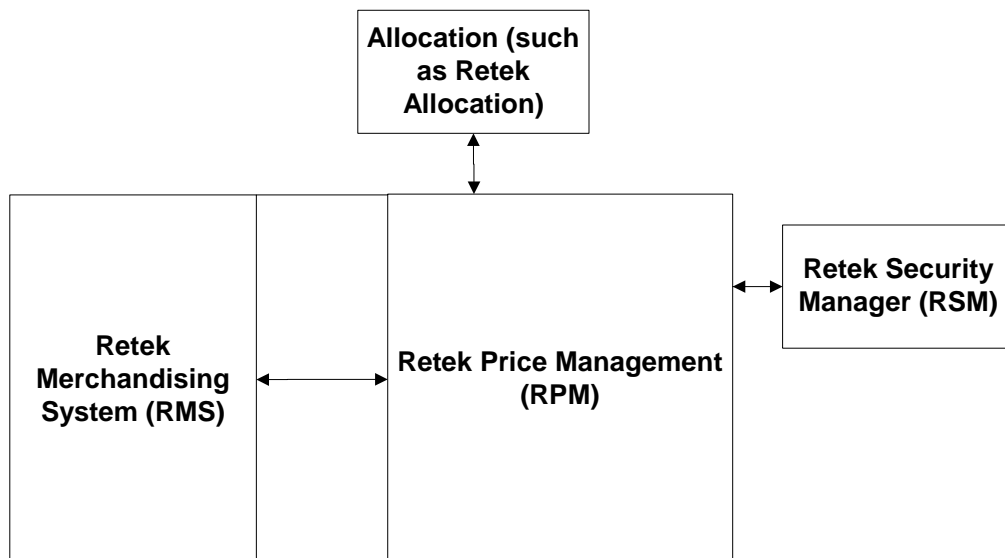 Allocation (such
as Retek
Allocation)
Retek Security
Manager (RSM)
Retek
Merchandising
System (RMS)
Retek Price Management
(RPM)